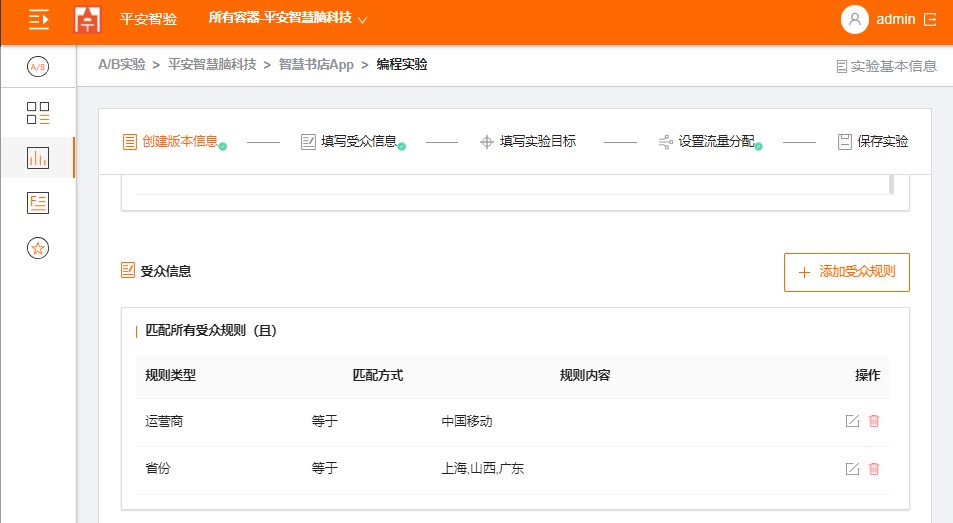 平安智验
所有容器-平安智慧脑科技
admin
A/B
A/B实验 > 平安智慧脑科技 > 智慧书店App > 编程实验
实验基本信息
创建版本信息
填写受众信息
填写实验目标
设置流量分配
保存实验
受众信息
+ 添加受众规则
匹配所有受众规则（且）
规则类型 匹配方式 规则内容 操作
运营商 等于 中国移动
省份 等于 上海,山西,广东